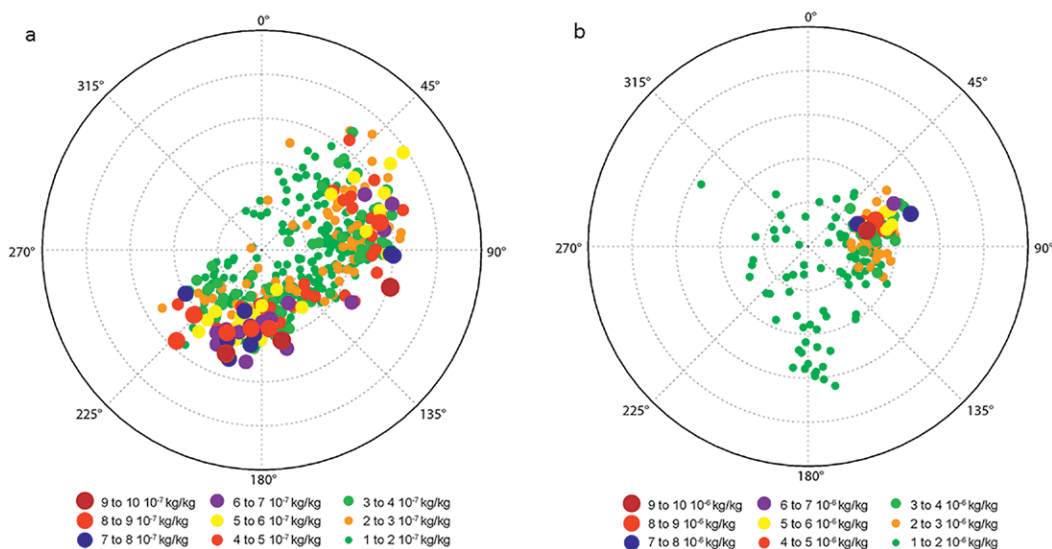 a
0°
45°
90°
135°
180°
225°
270°
315°
9 to 10 10⁻⁷ kg/kg
8 to 9 10⁻⁷ kg/kg
7 to 8 10⁻⁷ kg/kg
6 to 7 10⁻⁷ kg/kg
5 to 6 10⁻⁷ kg/kg
4 to 5 10⁻⁷ kg/kg
3 to 4 10⁻⁷ kg/kg
2 to 3 10⁻⁷ kg/kg
1 to 2 10⁻⁷ kg/kg
b
0°
45°
90°
135°
180°
225°
270°
315°
9 to 10 10⁻⁶ kg/kg
8 to 9 10⁻⁶ kg/kg
7 to 8 10⁻⁶ kg/kg
6 to 7 10⁻⁶ kg/kg
5 to 6 10⁻⁶ kg/kg
4 to 5 10⁻⁶ kg/kg
3 to 4 10⁻⁶ kg/kg
2 to 3 10⁻⁶ kg/kg
1 to 2 10⁻⁶ kg/kg